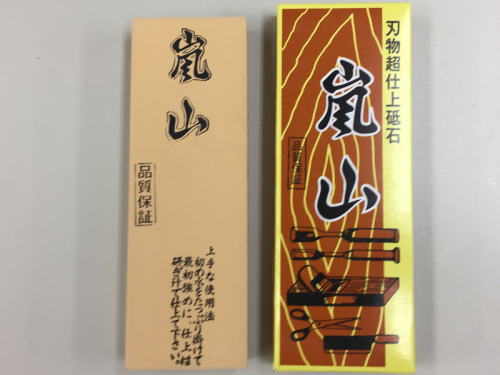 嵐山
品質保証
上手な使用法
初め水をたっぷり掛けて
最初強めに、仕上は
研ぎ汁で仕上て下さい。
刃物超仕上砥石
嵐山
品質保証